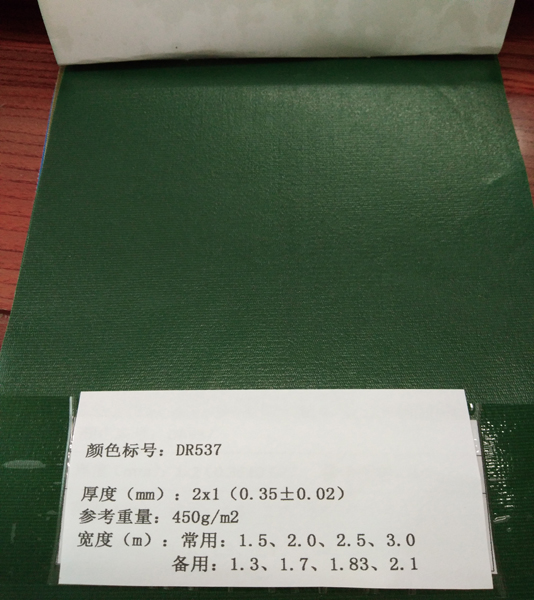 颜色标号：DR537
厚度（mm）：2x1（0.35±0.02）
参考重量：450g/m2
宽度（m）：常用：1.5、2.0、2.5、3.0
备用：1.3、1.7、1.83、2.1